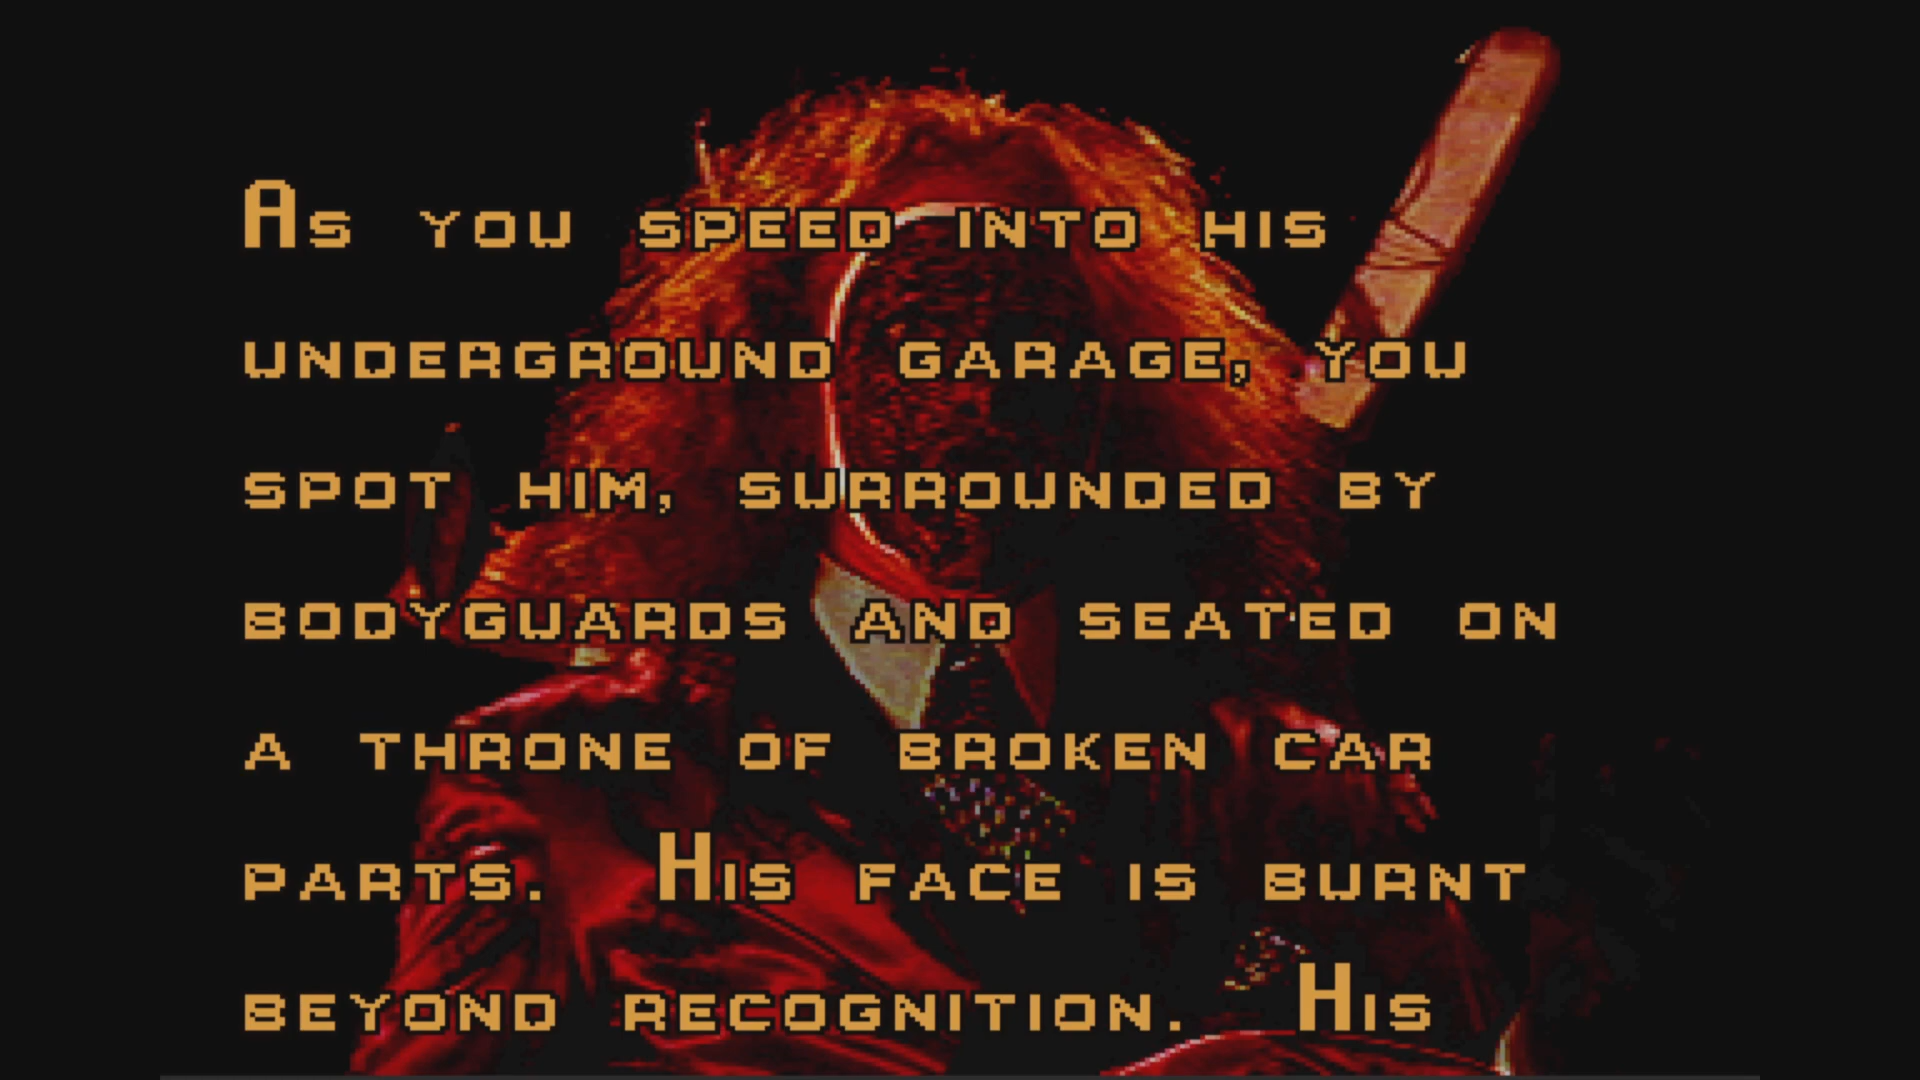 As you speed into his
underground garage, you
spot him, surrounded by
bodyguards and seated on
a throne of broken car
parts. His face is burnt
beyond recognition. His